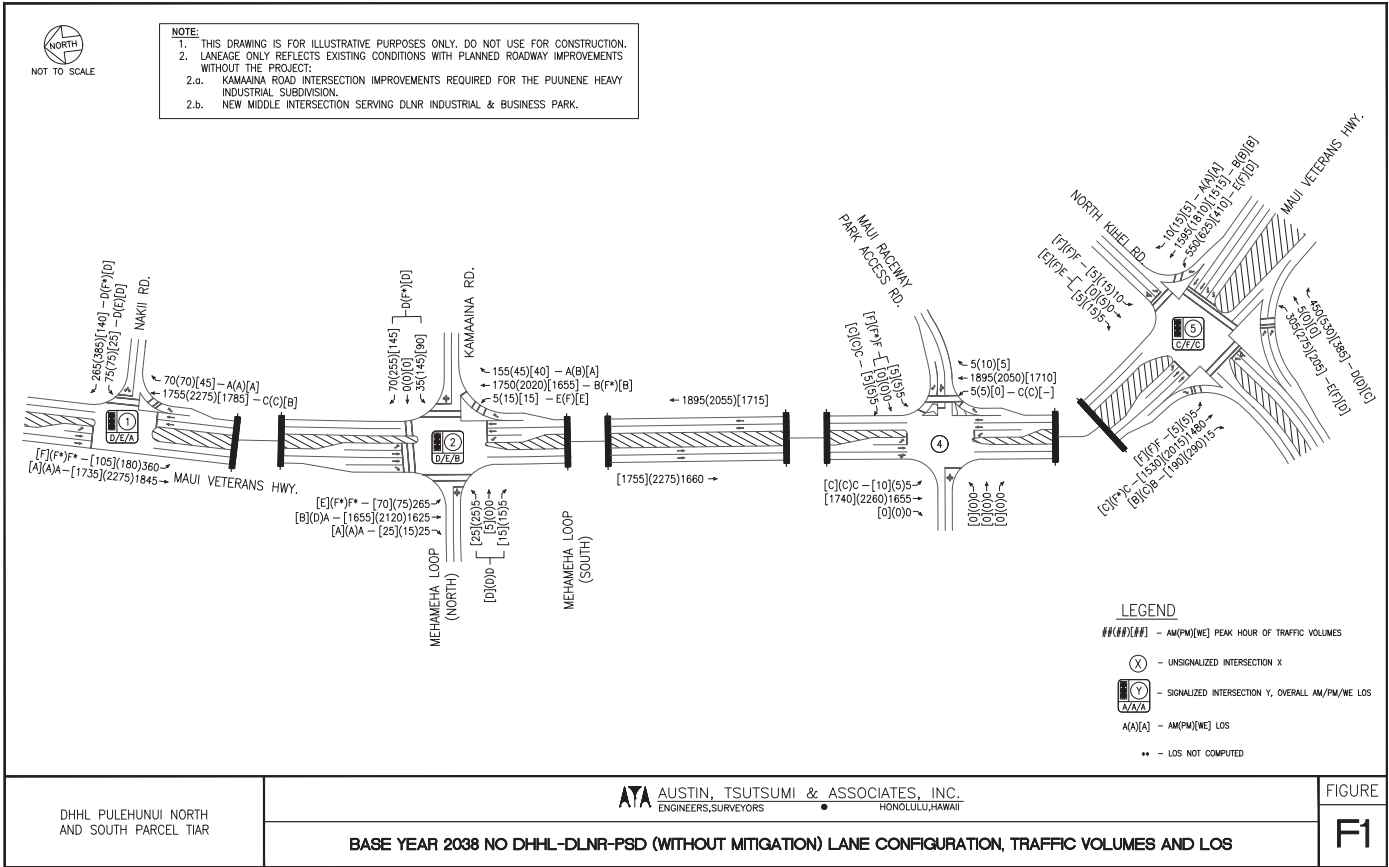 NORTH
NOT TO SCALE
NOTE:
1. THIS DRAWING IS FOR ILLUSTRATIVE PURPOSES ONLY. DO NOT USE FOR CONSTRUCTION.
2. LANEAGE ONLY REFLECTS EXISTING CONDITIONS WITH PLANNED ROADWAY IMPROVEMENTS
WITHOUT THE PROJECT:
2.a. KAMAAINA ROAD INTERSECTION IMPROVEMENTS REQUIRED FOR THE PUUNENE HEAVY
INDUSTRIAL SUBDIVISION.
2.b. NEW MIDDLE INTERSECTION SERVING DLNR INDUSTRIAL & BUSINESS PARK.
265(385)[140] – D(F*)[D]
75(75)[25] – D(E)[D]
NAKII RD.
70(70)[45] – A(A)[A]
1755(2275)[1785] – C(C)[B]
1
D/E/A
[F](F*)F* – [105](180)360
[A](A)A – [1735](2275)1845
MAUI VETERANS HWY.
70(255)[145]
0(0)[0]
35(145)[90]
D(F*)[D]
KAMAAINA RD.
155(45)[40] – A(B)[A]
1750(2020)[1655] – B(F*)[B]
5(15)[15] – E(F)[E]
2
D/E/B
[E](F*)F* – [70](75)265
[B](D)A – [1655](2120)1625
[A](A)A – [25](15)25
[25](25)5
[5](0)0
[15](15)5
[D](D)D
MEHAMEHA LOOP
(NORTH)
MEHAMEHA LOOP
(SOUTH)
1895(2055)[1715]
[1755](2275)1660
MAUI RACEWAY
PARK ACCESS RD.
[F](F*)F – [5](5)5
[0](0)0
[C](C)C – [5](5)5
5(10)[5]
1895(2050)[1710]
5(5)[0] – C(C)[-]
4
[C](C)C – [10](5)5
[1740](2260)1655
[0](0)0
[0](0)0
[0](0)0
[0](0)0
NORTH KIHEI RD.
[F](F)F – [5](15)10
[E](F)E – [0](5)0
[5](15)5
10(15)[5] – A(A)[A]
1595(1810)[1515] – B(B)[B]
550(625)[410] – E(F)[D]
MAUI VETERANS HWY.
5
C/F/C
450(530)[385] – D(D)[C]
5(0)[0]
305(275)[205] – E(F)[D]
[F](F)F – [5](5)5
[C](F*)C – [1530](2015)1480
[B](C)B – [190](290)15
LEGEND
##(##)[##] – AM(PM)[WE] PEAK HOUR OF TRAFFIC VOLUMES
X – UNSIGNALIZED INTERSECTION X
Y A/A/A – SIGNALIZED INTERSECTION Y, OVERALL AM/PM/WE LOS
A(A)[A] – AM(PM)[WE] LOS
** – LOS NOT COMPUTED
DHHL PULEHUNUI NORTH
AND SOUTH PARCEL TIAR
ATA AUSTIN, TSUTSUMI & ASSOCIATES, INC.
ENGINEERS,SURVEYORS • HONOLULU,HAWAII
BASE YEAR 2038 NO DHHL-DLNR-PSD (WITHOUT MITIGATION) LANE CONFIGURATION, TRAFFIC VOLUMES AND LOS
FIGURE
F1